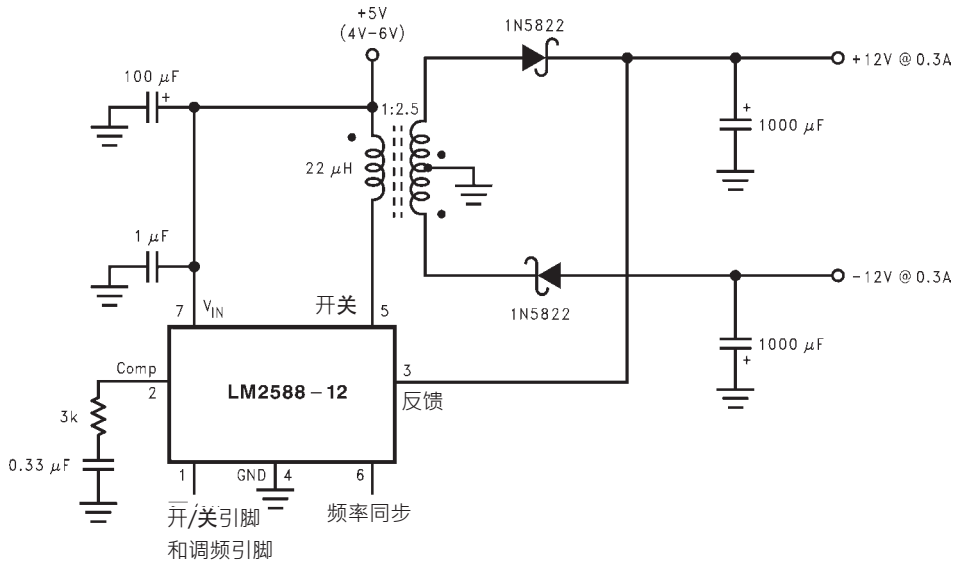 +5V
(4V-6V)
1N5822
+12V @ 0.3A
100 μF
+
1:2.5
+
1000 μF
22 μH
1 μF
-12V @ 0.3A
1N5822
7
VIN
开关
5
1000 μF
+
Comp
2
LM2588-12
3
反馈
3k
0.33 μF
1
GND
4
6
开/关引脚
和调频引脚
频率同步